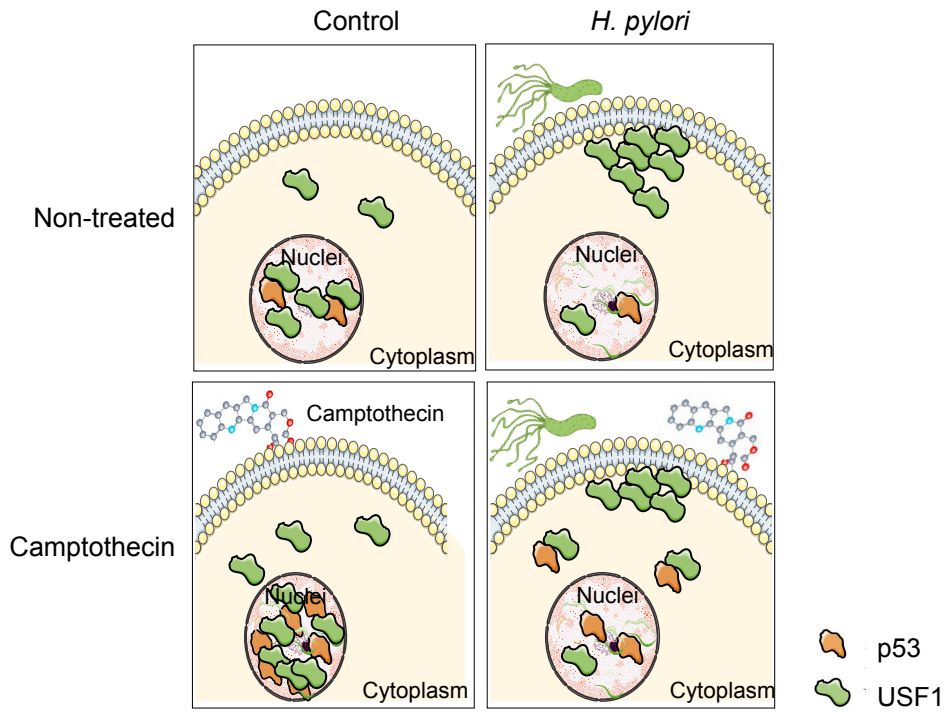 Control
H. pylori
Non-treated
Nuclei
Cytoplasm
Nuclei
Cytoplasm
Camptothecin
Camptothecin
Nuclei
Cytoplasm
Nuclei
Cytoplasm
p53
USF1